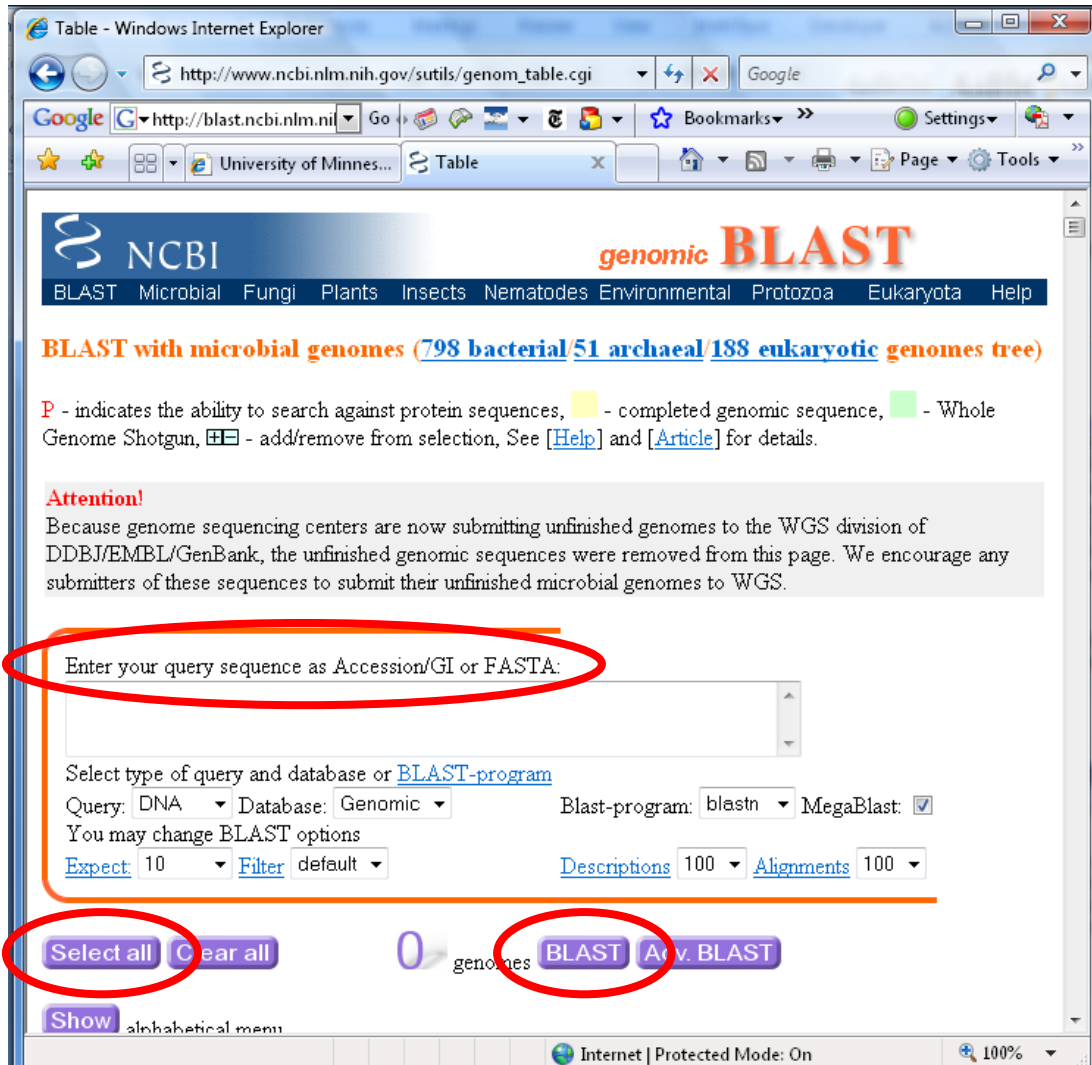 Table - Windows Internet Explorer
http://www.ncbi.nlm.nih.gov/sutils/genom_table.cgi Google
Google G http://blast.ncbi.nlm.nil Go Bookmarks Settings
University of Minnes... Table Page Tools
NCBI genomic BLAST
BLAST Microbial Fungi Plants Insects Nematodes Environmental Protozoa Eukaryota Help
BLAST with microbial genomes (798 bacterial/51 archaeal/188 eukaryotic genomes tree)
P - indicates the ability to search against protein sequences, - completed genomic sequence, - Whole
Genome Shotgun, - add/remove from selection, See [Help] and [Article] for details.
Attention!
Because genome sequencing centers are now submitting unfinished genomes to the WGS division of
DDBJ/EMBL/GenBank, the unfinished genomic sequences were removed from this page. We encourage any
submitters of these sequences to submit their unfinished microbial genomes to WGS.
Enter your query sequence as Accession/GI or FASTA:
Select type of query and database or BLAST-program
Query: DNA Database: Genomic Blast-program: blastn MegaBlast:
You may change BLAST options
Expect: 10 Filter default Descriptions 100 Alignments 100
Select all Clear all 0 genomes BLAST Adv. BLAST
Show alphabetical menu
Internet | Protected Mode: On 100%